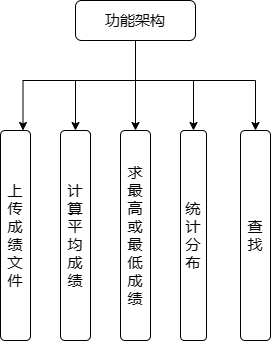 功能架构
上传成绩文件
计算平均成绩
求最高或最低成绩
统计分布
查找